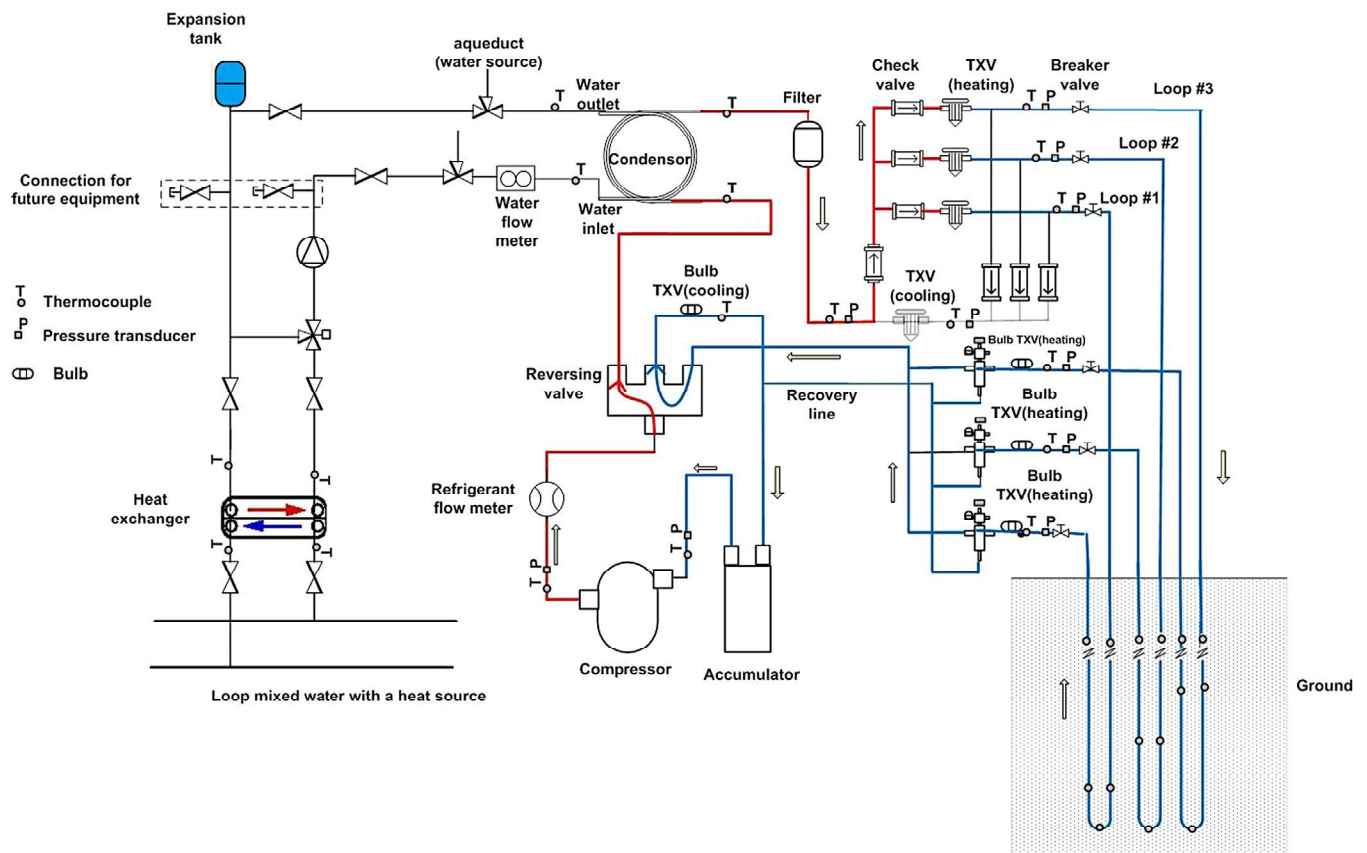 Expansion
tank
aqueduct
(water source)
T
Water
outlet
T
Filter
Check
valve
TXV
(heating)
Breaker
valve
T P
Loop #3
Condensor
T P
Loop #2
Connection for
future equipment
T
Water
flow
meter
Water
inlet
T
T P
Loop #1
T
Thermocouple
P
Pressure transducer
Bulb
Bulb
TXV(cooling)
T
T P
TXV
(cooling)
T P
Bulb TXV(heating)
T P
Reversing
valve
Recovery
line
Bulb
TXV(heating)
T P
T
T
Heat
exchanger
Refrigerant
flow meter
Bulb
TXV(heating)
T P
T
T
P
T
P
T
Compressor
Accumulator
Loop mixed water with a heat source
Ground